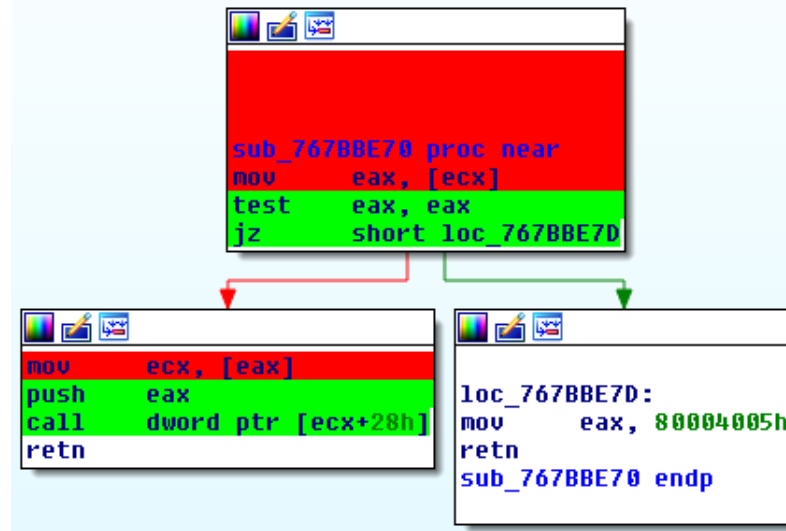 sub_767BBE70 proc near
mov     eax, [ecx]
test    eax, eax
jz      short loc_767BBE7D
mov     ecx, [eax]
push    eax
call    dword ptr [ecx+28h]
retn
loc_767BBE7D:
mov     eax, 80004005h
retn
sub_767BBE70 endp